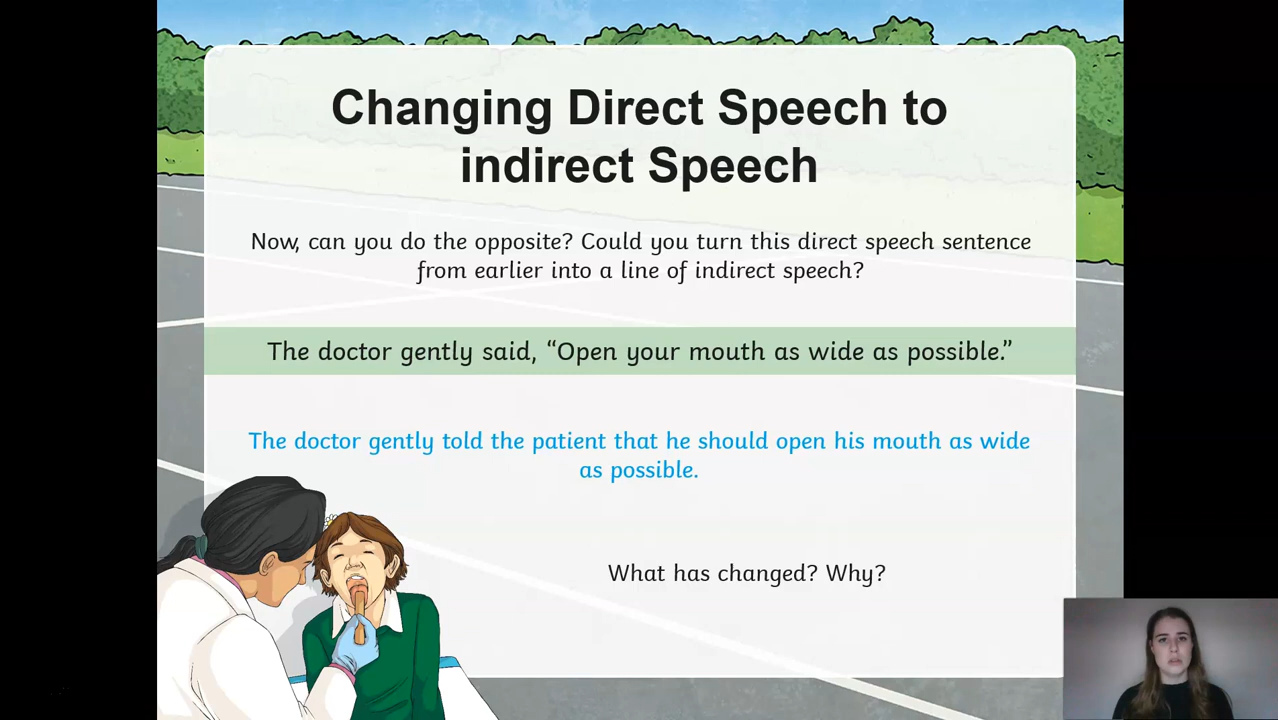 Changing Direct Speech to
indirect Speech
Now, can you do the opposite? Could you turn this direct speech sentence
from earlier into a line of indirect speech?
The doctor gently said, “Open your mouth as wide as possible.”
The doctor gently told the patient that he should open his mouth as wide
as possible.
What has changed? Why?